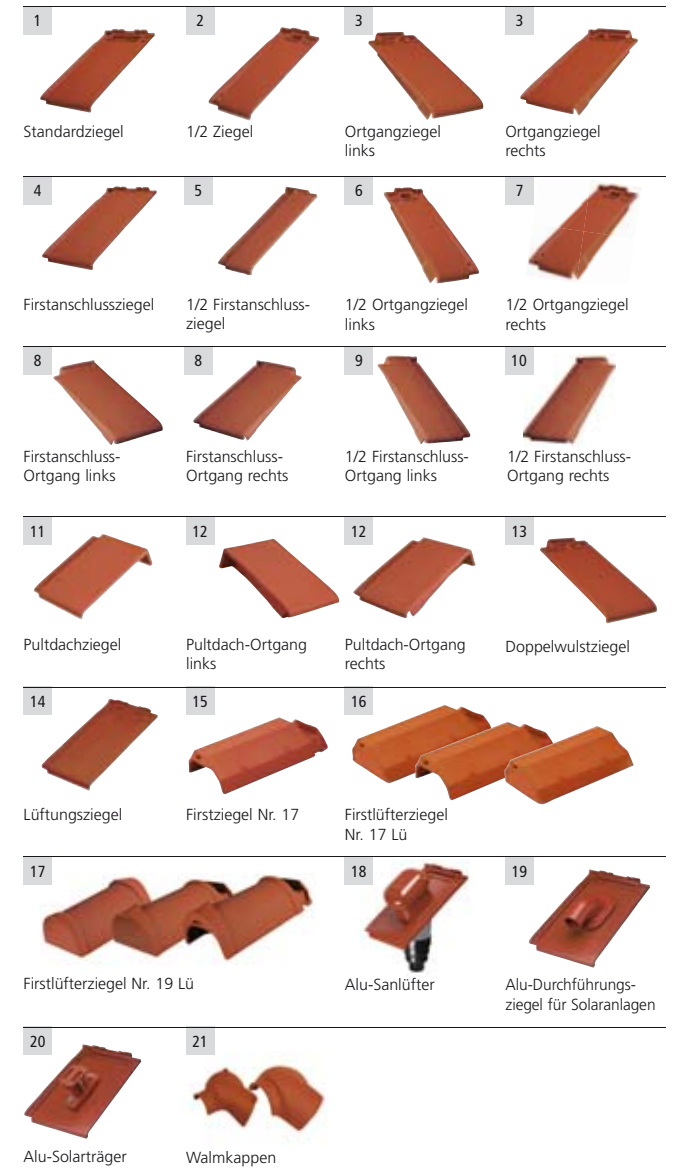 1
2
3
3
Standardziegel
1/2 Ziegel
Ortgangziegel
links
Ortgangziegel
rechts
4
5
6
7
Firstanschlussziegel
1/2 Firstanschluss-
ziegel
1/2 Ortgangziegel
links
1/2 Ortgangziegel
rechts
8
8
9
10
Firstanschluss-
Ortgang links
Firstanschluss-
Ortgang rechts
1/2 Firstanschluss-
Ortgang links
1/2 Firstanschluss-
Ortgang rechts
11
12
12
13
Pultdachziegel
Pultdach-Ortgang
links
Pultdach-Ortgang
rechts
Doppelwulstziegel
14
15
16
Lüftungsziegel
Firstziegel Nr. 17
Firstlüfterziegel
Nr. 17 Lü
17
18
19
Firstlüfterziegel Nr. 19 Lü
Alu-Sanlüfter
Alu-Durchführungs-
ziegel für Solaranlagen
20
21
Alu-Solarträger
Walmkappen